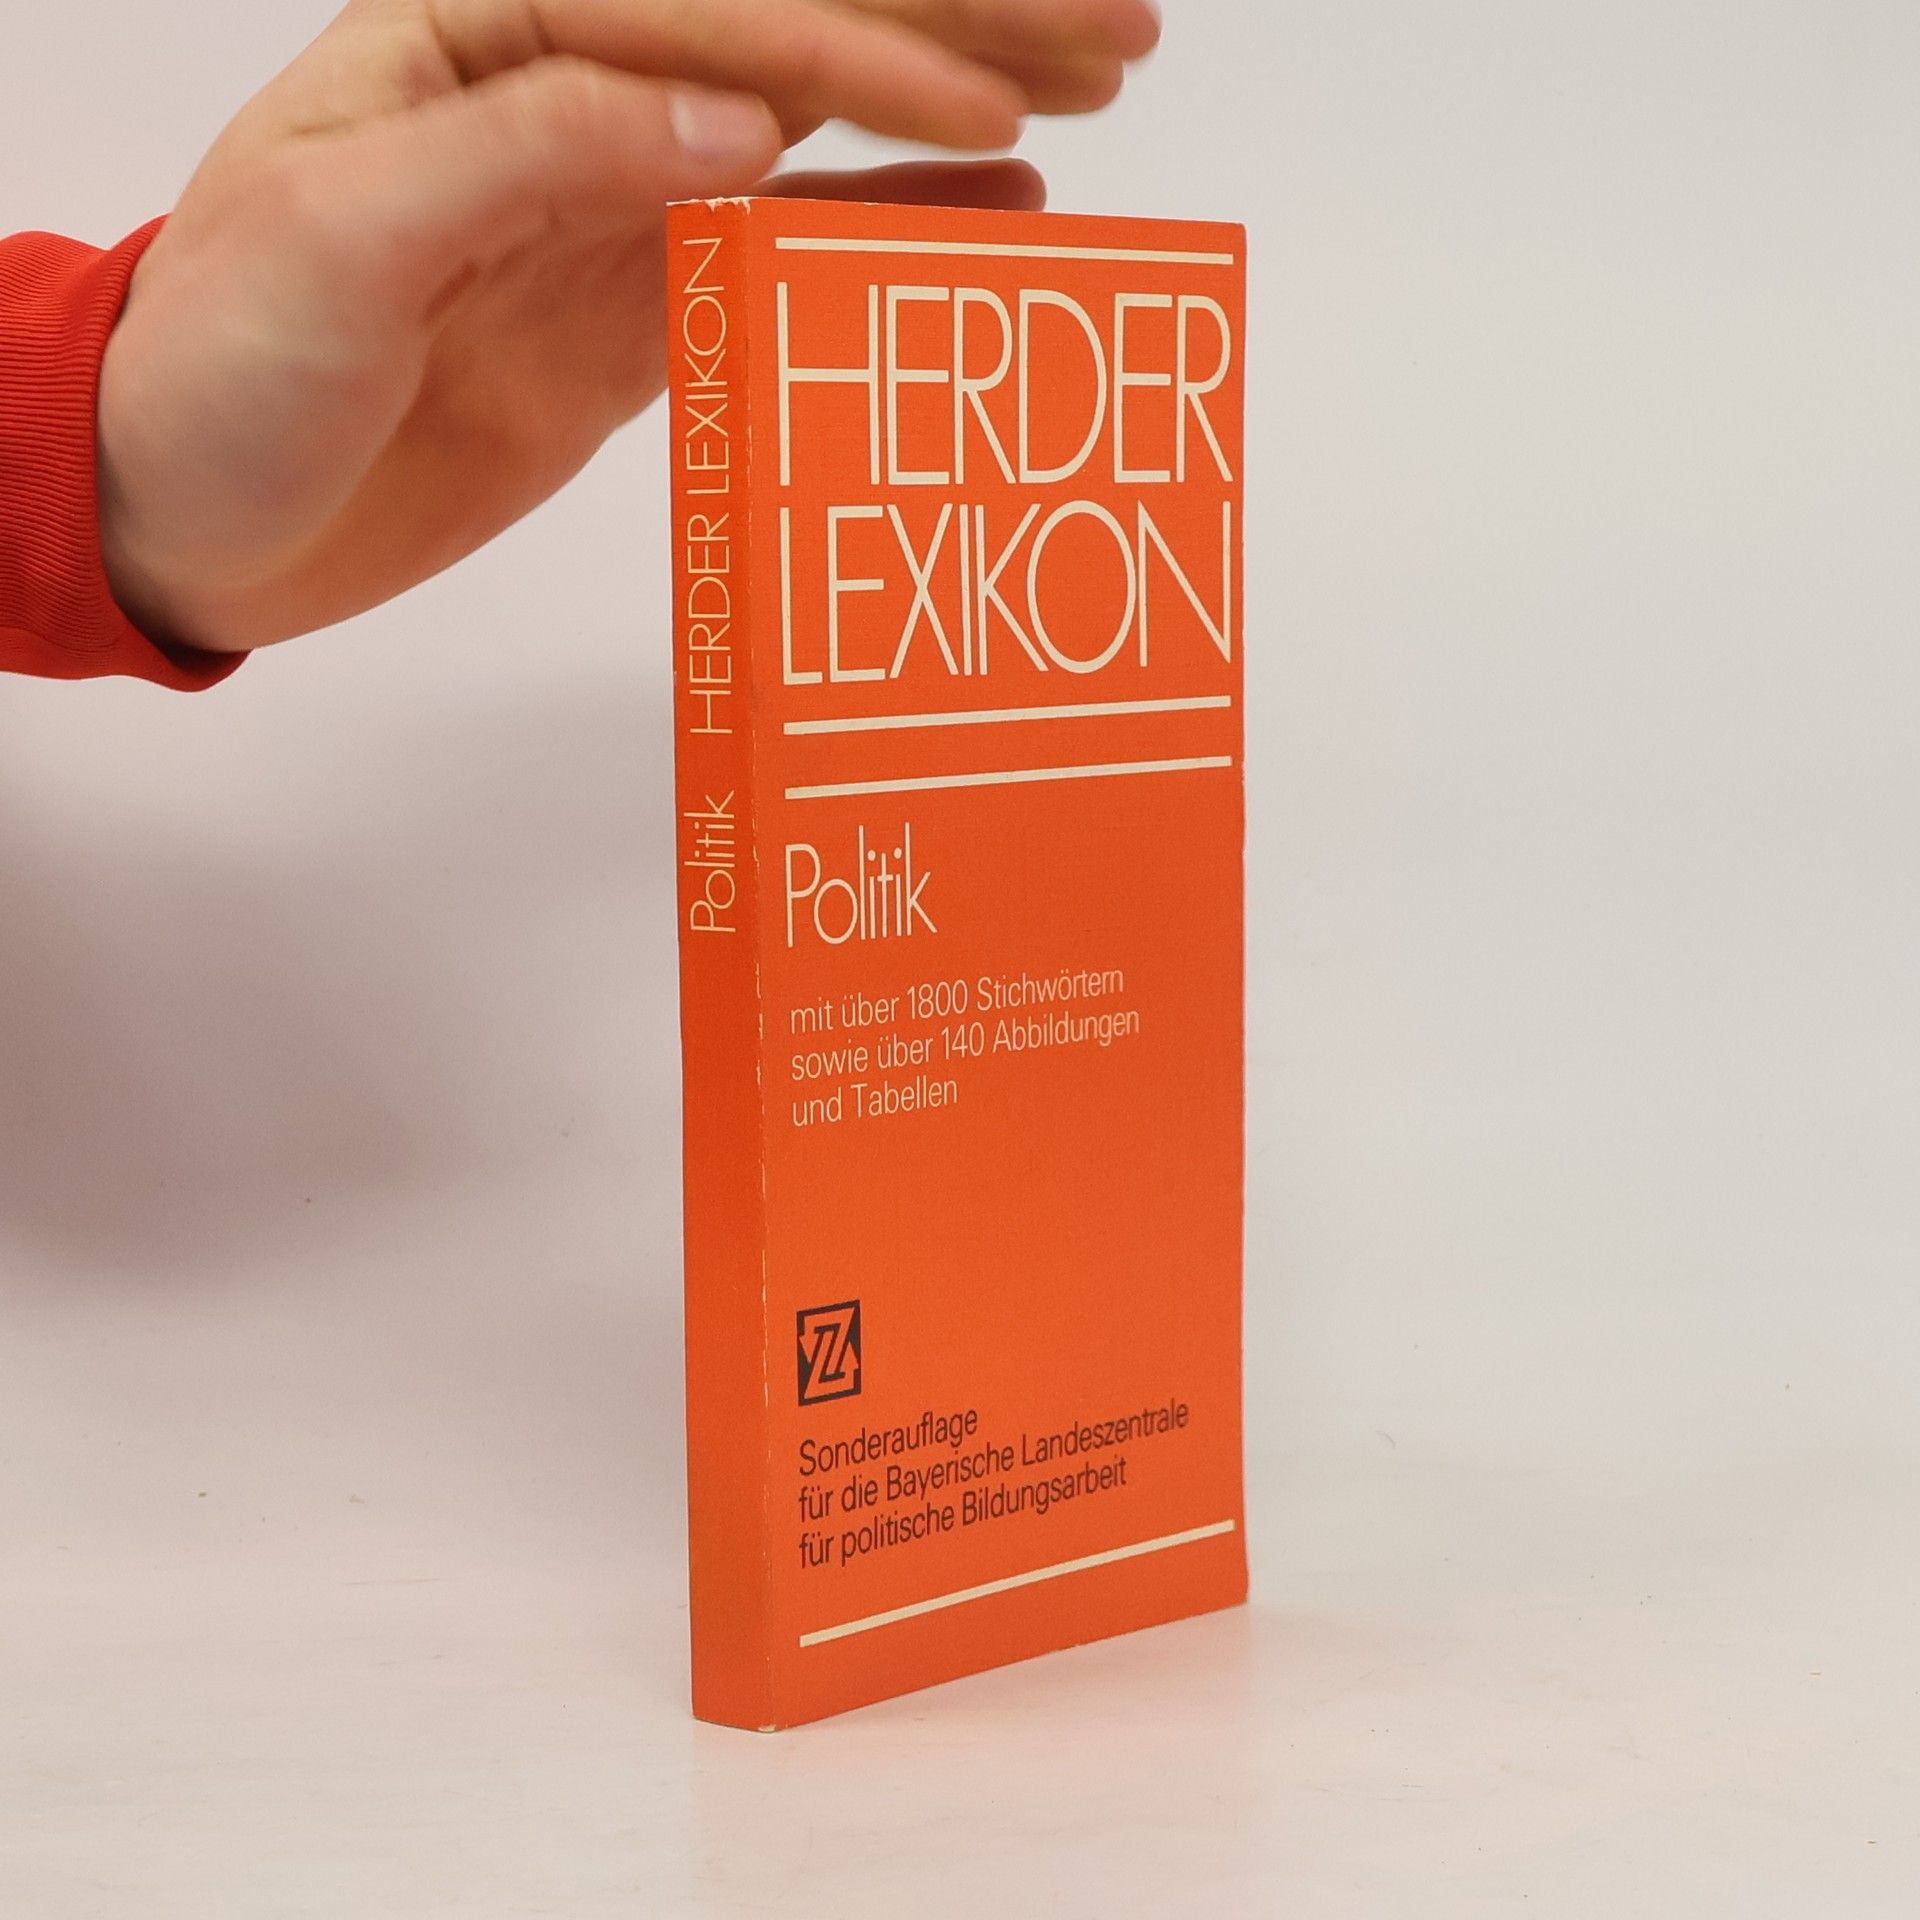 Politik HERDER LEXIKON
HERDER
LEXIKON
Politik
mit über 1800 Stichwörtern
sowie über 140 Abbildungen
und Tabellen
Sonderauflage
für die Bayerische Landeszentrale
für politische Bildungsarbeit